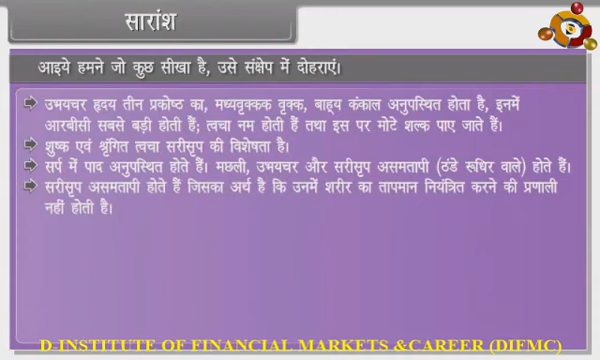 सारांश
आइये हमने जो कुछ सीखा है, उसे संक्षेप में दोहराएं।
उभयचर हृदय तीन प्रकोष्ठ का, मध्यवृक्कक वृक्क, बाह्य कंकाल अनुपस्थित होता है, इनमें
आरबीसी सबसे बड़ी होती हैं; त्वचा नम होती हैं तथा इस पर मोटे शल्क पाए जाते हैं।
शुष्क एवं श्रृंगित त्वचा सरीसृप की विशेषता है।
सर्प में पाद अनुपस्थित होते हैं। मछली, उभयचर और सरीसृप असमतापी (ठंडे रूधिर वाले) होते हैं।
सरीसृप असमतापी होते हैं जिसका अर्थ है कि उनमें शरीर का तापमान नियंत्रित करने की प्रणाली
नहीं होती है।
D-INSTITUTE OF FINANCIAL MARKETS &CAREER (DIFMC)